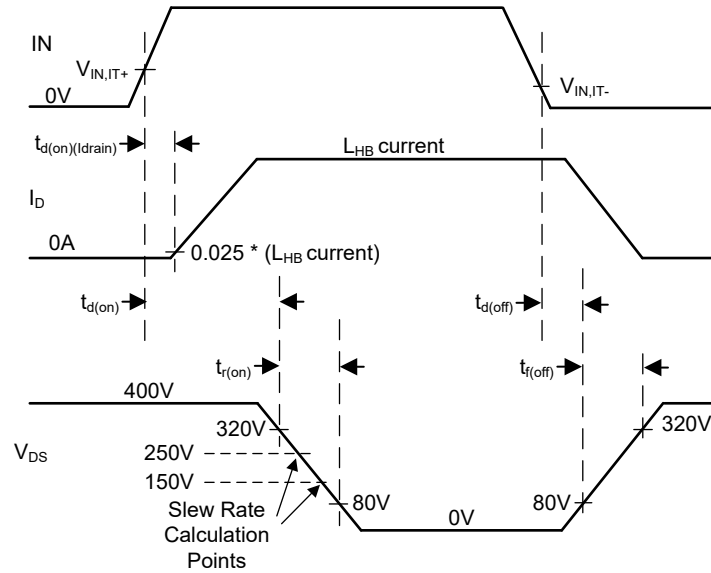 IN
V_IN,IT+
0V
V_IN,IT-
t_d(on)(Idrain)
L_HB current
I_D
0A
0.025 * (L_HB current)
t_d(on)
t_d(off)
t_r(on)
t_f(off)
400V
320V
320V
V_DS
250V
150V
80V
80V
0V
Slew Rate
Calculation
Points